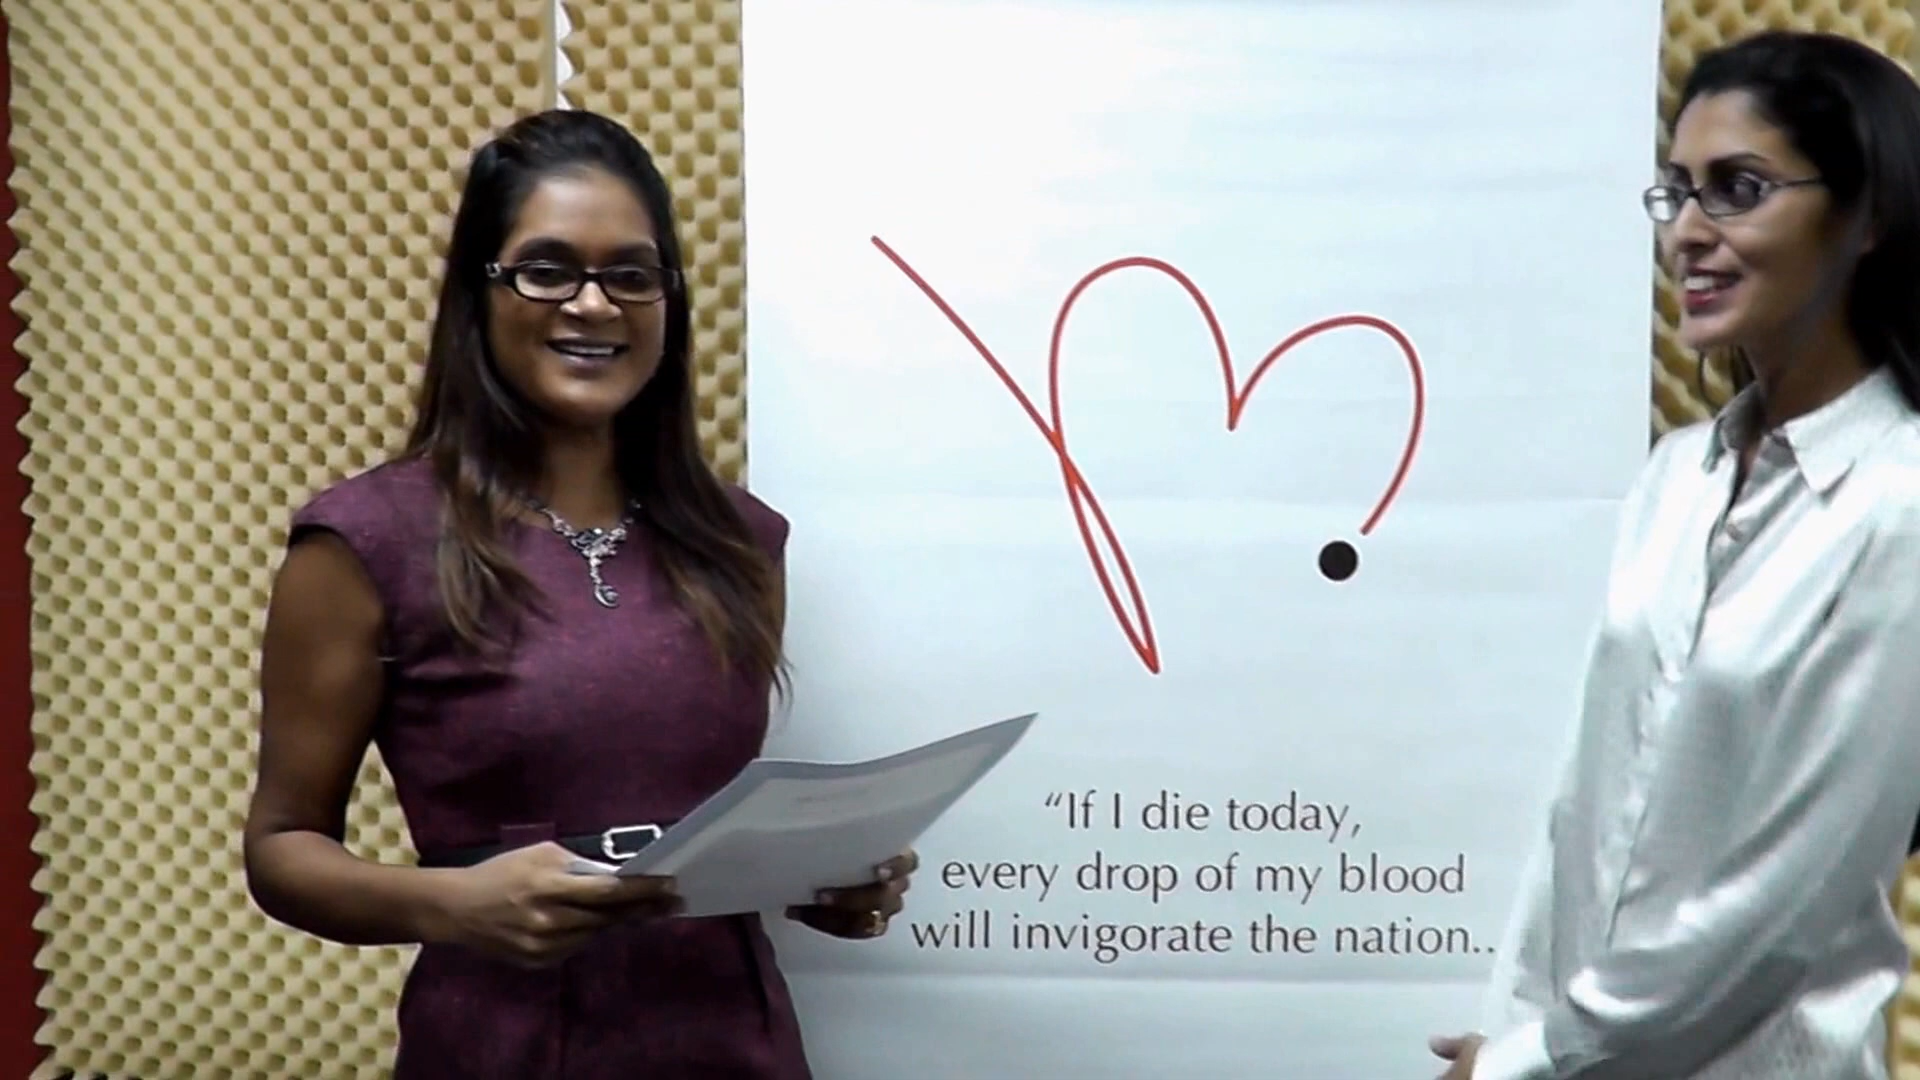 “If I die today,
every drop of my blood
will invigorate the nation..